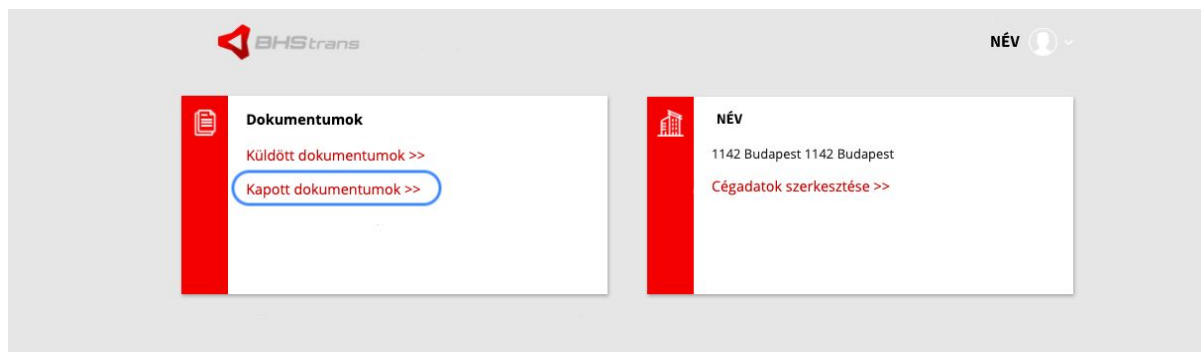 BHStrans
NÉV
Dokumentumok
Küldött dokumentumok >>
Kapott dokumentumok >>
NÉV
1142 Budapest 1142 Budapest
Cégadatok szerkesztése >>